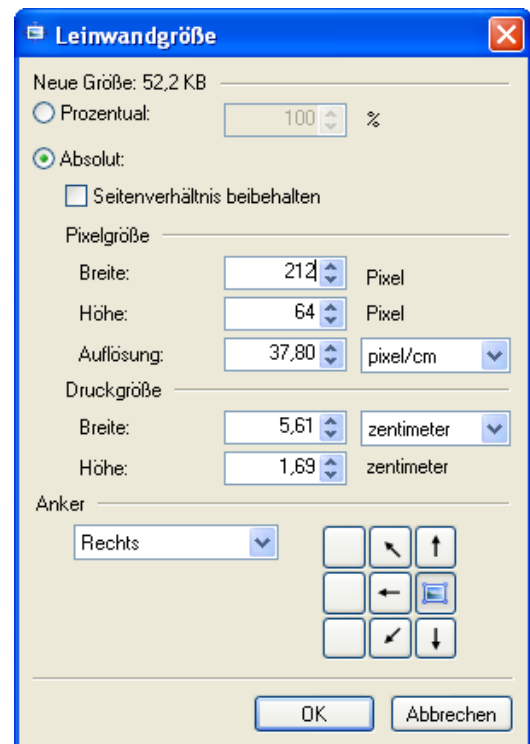 Leinwandgröße
Neue Größe: 52,2 KB
Prozentual: 100 %
Absolut:
Seitenverhältnis beibehalten
Pixelgröße
Breite: 212 Pixel
Höhe: 64 Pixel
Auflösung: 37,80 pixel/cm
Druckgröße
Breite: 5,61 zentimeter
Höhe: 1,69 zentimeter
Anker
Rechts
OK Abbrechen